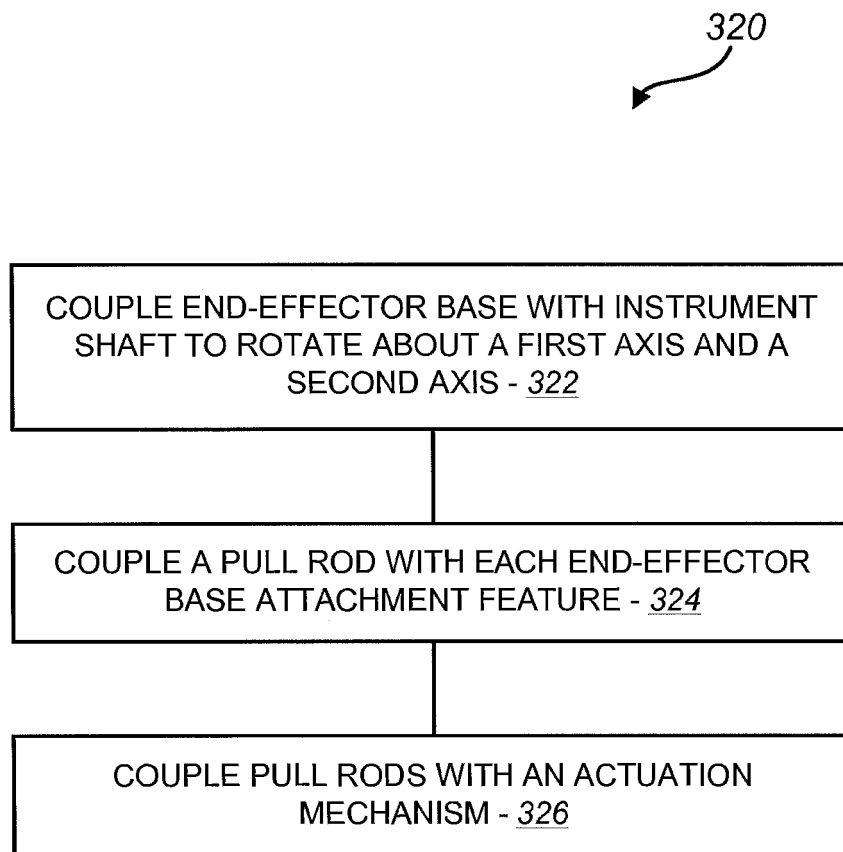 320
COUPLE END-EFFECTOR BASE WITH INSTRUMENT
SHAFT TO ROTATE ABOUT A FIRST AXIS AND A
SECOND AXIS - 322
COUPLE A PULL ROD WITH EACH END-EFFECTOR
BASE ATTACHMENT FEATURE - 324
COUPLE PULL RODS WITH AN ACTUATION
MECHANISM - 326